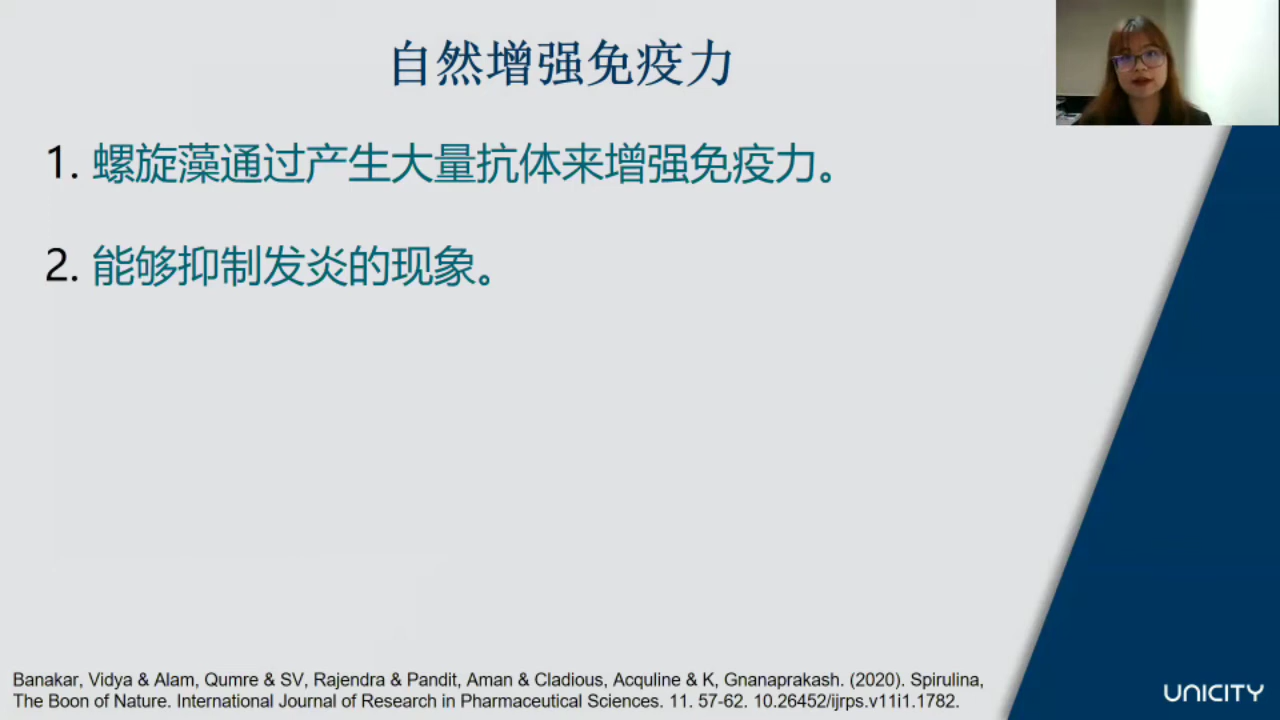 自然增强免疫力
1. 螺旋藻通过产生大量抗体来增强免疫力。
2. 能够抑制发炎的现象。
Banakar, Vidya & Alam, Qumre & SV, Rajendra & Pandit, Aman & Cladious, Acquline & K, Gnanaprakash. (2020). Spirulina,
The Boon of Nature. International Journal of Research in Pharmaceutical Sciences. 11. 57-62. 10.26452/ijrps.v11i1.1782.
UNICITY